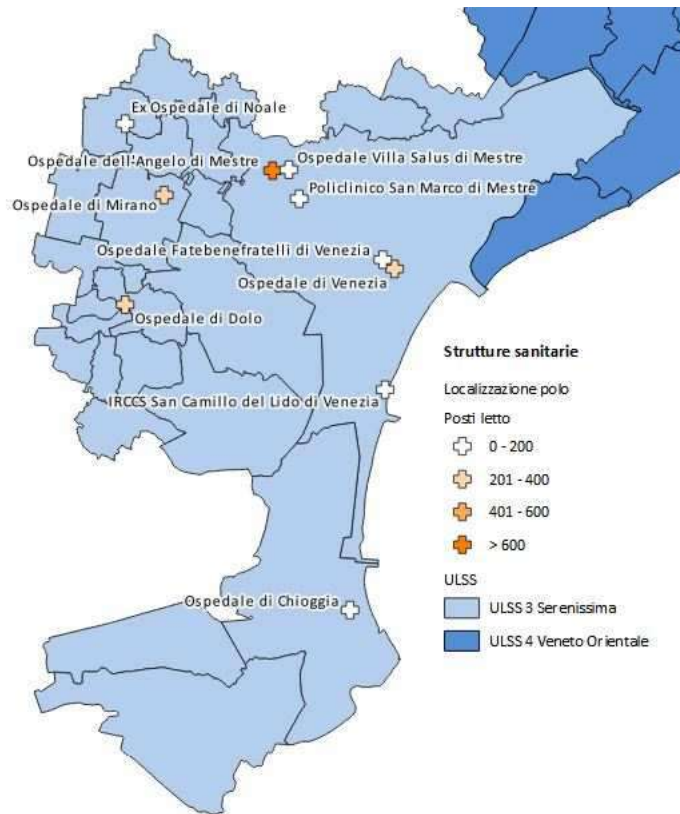 Ex Ospedale di Noale
Ospedale dell'Angelo di Mestre
Ospedale Villa Salus di Mestre
Policlinico San Marco di Mestre
Ospedale di Mirano
Ospedale Fatebenefratelli di Venezia
Ospedale di Venezia
Ospedale di Dolo
IRCCS San Camillo del Lido di Venezia
Ospedale di Chioggia
Strutture sanitarie
Localizzazione polo
Posti letto
0 - 200
201 - 400
401 - 600
> 600
ULSS
ULSS 3 Serenissima
ULSS 4 Veneto Orientale